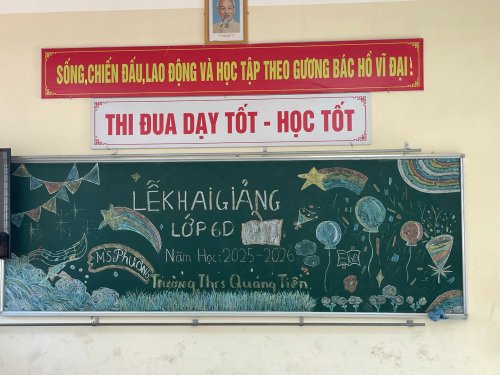 SỐNG,CHIẾN ĐẤU,LAO ĐỘNG VÀ HỌC TẬP THEO GƯƠNG BÁC HỒ VĨ ĐẠI!
THI ĐUA DẠY TỐT - HỌC TỐT
LỄ KHAI GIẢNG
LỚP 6D
MS.PHƯƠNG
Năm Học: 2025-2026
EN
Trường Thcs Quảng Tiến